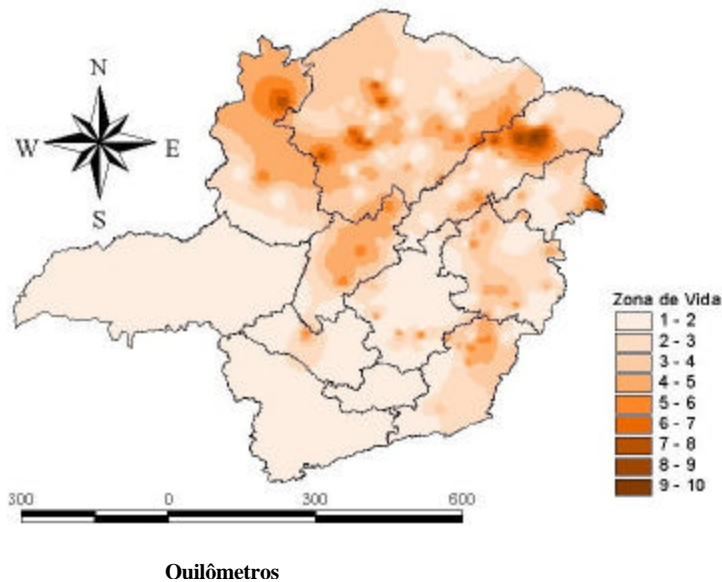 N
W E
S
Zona de Vida
1 - 2
2 - 3
3 - 4
4 - 5
5 - 6
6 - 7
7 - 8
8 - 9
9 - 10
300 0 300 600
Quilômetros